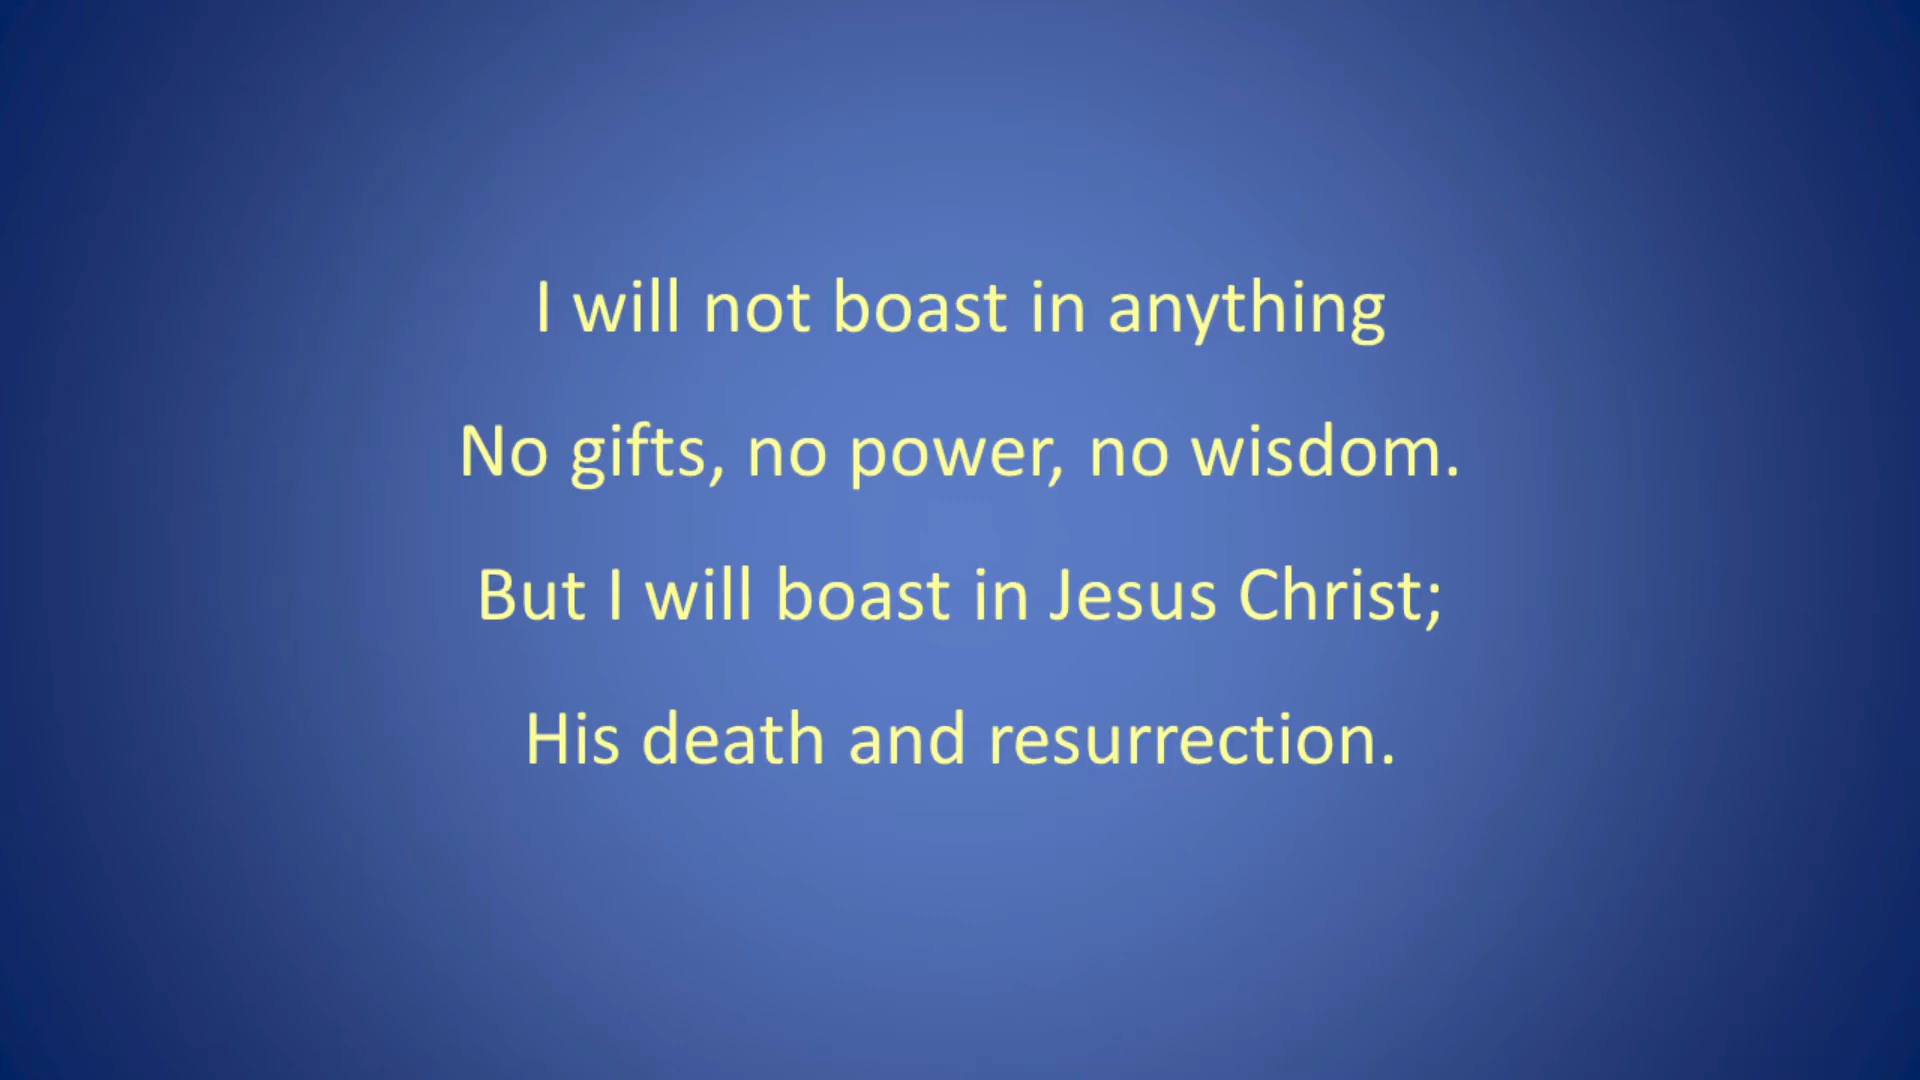 I will not boast in anything
No gifts, no power, no wisdom.
But I will boast in Jesus Christ;
His death and resurrection.